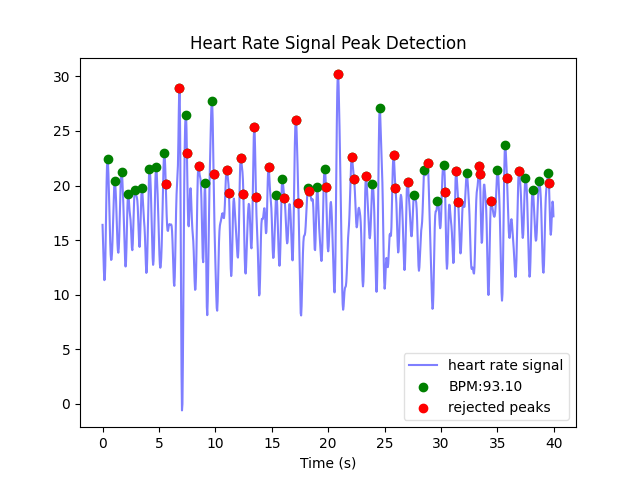 Heart Rate Signal Peak Detection
30
25
20
15
10
5
0
heart rate signal
BPM:93.10
rejected peaks
0 5 10 15 20 25 30 35 40
Time (s)